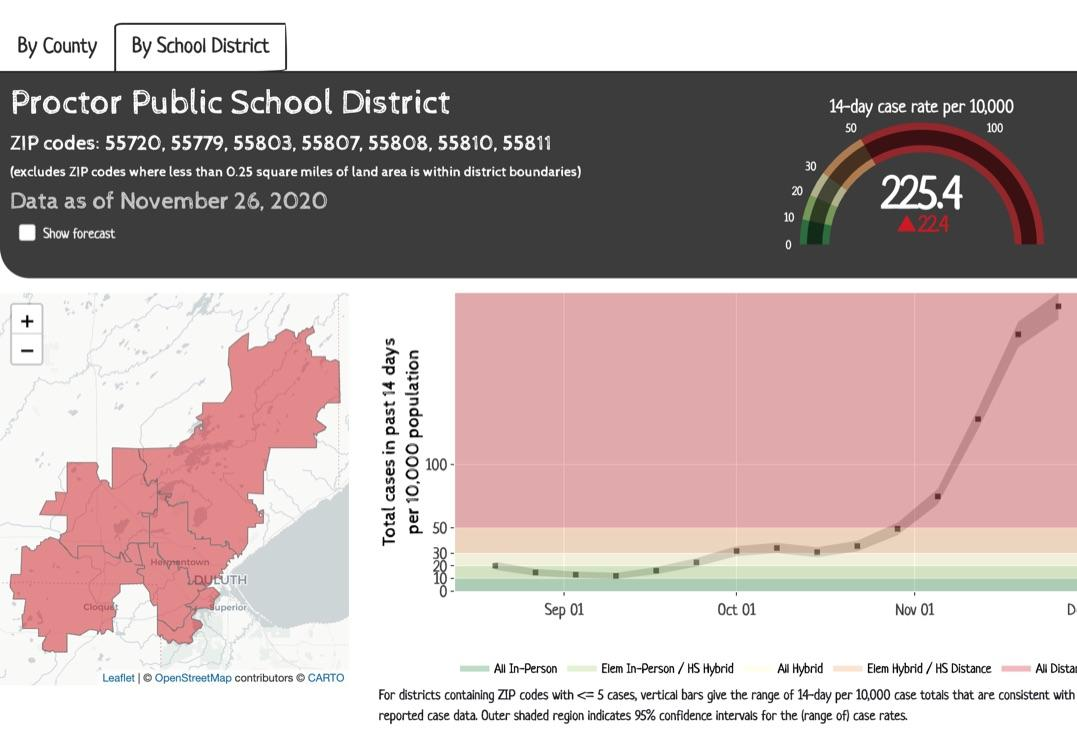 By County
By School District
Proctor Public School District
ZIP codes: 55720, 55779, 55803, 55807, 55808, 55810, 55811
(excludes ZIP codes where less than 0.25 square miles of land area is within district boundaries)
Data as of November 26, 2020
Show forecast
14-day case rate per 10,000
50
100
30
20
10
0
225.4
▲22.4
+
−
Hermantown
DULUTH
Cloquet
Superior
Leaflet | © OpenStreetMap contributors © CARTO
Total cases in past 14 days
per 10,000 population
100
50
30
20
10
0
Sep 01
Oct 01
Nov 01
D
All In-Person
Elem In-Person / HS Hybrid
All Hybrid
Elem Hybrid / HS Distance
All Distan
For districts containing ZIP codes with <= 5 cases, vertical bars give the range of 14-day per 10,000 case totals that are consistent with
reported case data. Outer shaded region indicates 95% confidence intervals for the (range of) case rates.